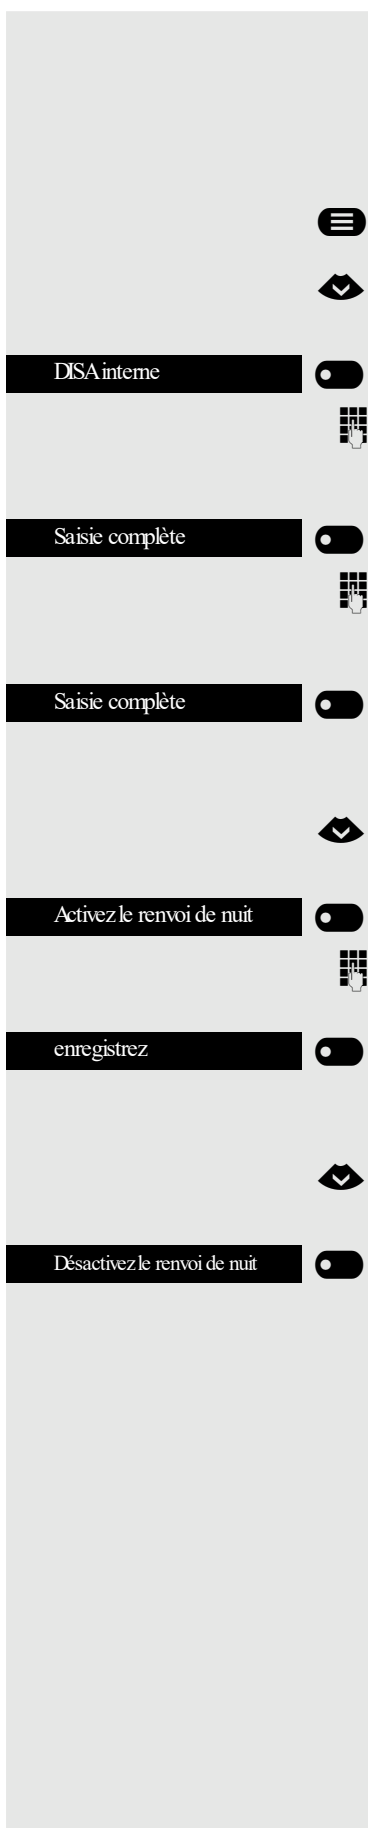 DISA interne
Saisie complète
Saisie complète
Activez le renvoi de nuit
enregistrez
Désactivez le renvoi de nuit